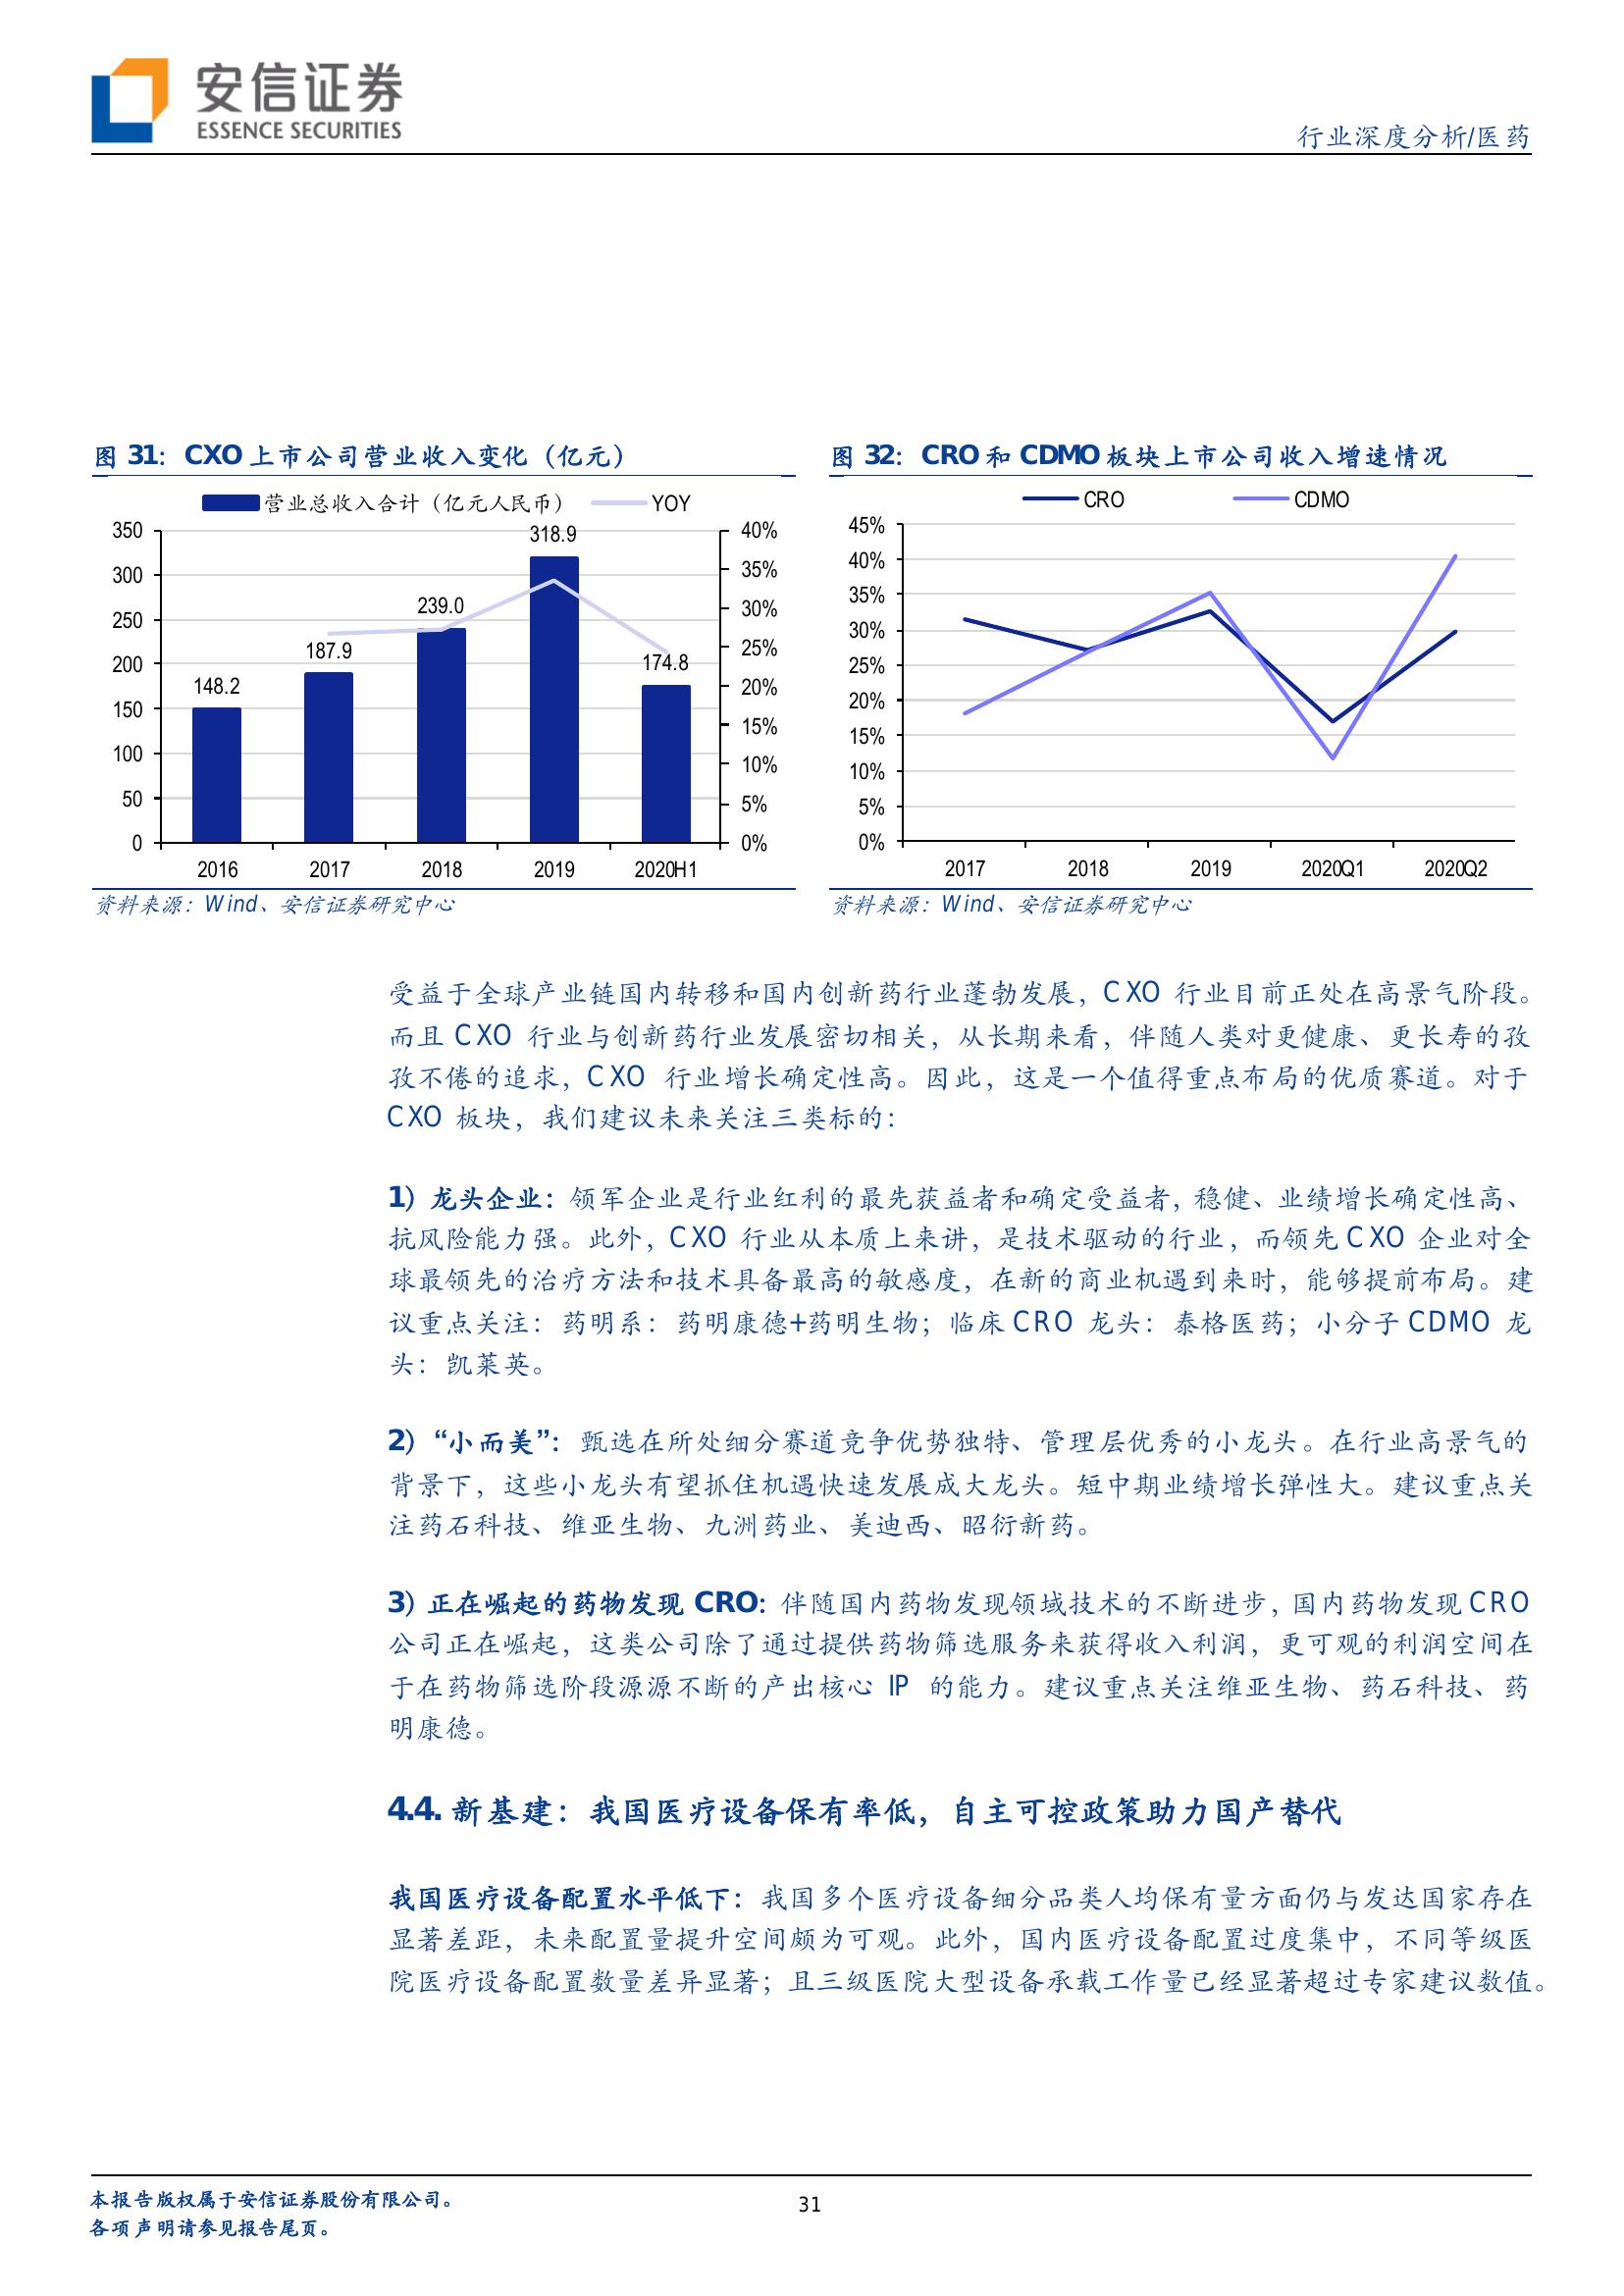 安信证券
ESSENCE SECURITIES
行业深度分析/医药
图 31：CXO 上市公司营业收入变化（亿元）
营业总收入合计（亿元人民币）
YOY
350
300
250
200
150
100
50
0
40%
35%
30%
25%
20%
15%
10%
5%
0%
148.2
187.9
239.0
318.9
174.8
2016
2017
2018
2019
2020H1
资料来源：Wind、安信证券研究中心
图 32：CRO 和 CDMO 板块上市公司收入增速情况
CRO
CDMO
45%
40%
35%
30%
25%
20%
15%
10%
5%
0%
2017
2018
2019
2020Q1
2020Q2
资料来源：Wind、安信证券研究中心
受益于全球产业链国内转移和国内创新药行业蓬勃发展，CXO 行业目前正处在高景气阶段。
而且 CXO 行业与创新药行业发展密切相关，从长期来看，伴随人类对更健康、更长寿的孜
孜不倦的追求，CXO 行业增长确定性高。因此，这是一个值得重点布局的优质赛道。对于
CXO 板块，我们建议未来关注三类标的：
1）龙头企业：领军企业是行业红利的最先获益者和确定受益者，稳健、业绩增长确定性高、
抗风险能力强。此外，CXO 行业从本质上来讲，是技术驱动的行业，而领先 CXO 企业对全
球最领先的治疗方法和技术具备最高的敏感度，在新的商业机遇到来时，能够提前布局。建
议重点关注：药明系：药明康德+药明生物；临床 CRO 龙头：泰格医药；小分子 CDMO 龙
头：凯莱英。
2）“小而美”：甄选在所处细分赛道竞争优势独特、管理层优秀的小龙头。在行业高景气的
背景下，这些小龙头有望抓住机遇快速发展成大龙头。短中期业绩增长弹性大。建议重点关
注药石科技、维亚生物、九洲药业、美迪西、昭衍新药。
3）正在崛起的药物发现 CRO：伴随国内药物发现领域技术的不断进步，国内药物发现 CRO
公司正在崛起，这类公司除了通过提供药物筛选服务来获得收入利润，更可观的利润空间在
于在药物筛选阶段源源不断的产出核心 IP 的能力。建议重点关注维亚生物、药石科技、药
明康德。
4.4. 新基建：我国医疗设备保有率低，自主可控政策助力国产替代
我国医疗设备配置水平低下：我国多个医疗设备细分品类人均保有量方面仍与发达国家存在
显著差距，未来配置量提升空间颇为可观。此外，国内医疗设备配置过度集中，不同等级医
院医疗设备配置数量差异显著；且三级医院大型设备承载工作量已经显著超过专家建议数值。
本报告版权属于安信证券股份有限公司。
各项声明请参见报告尾页。
31